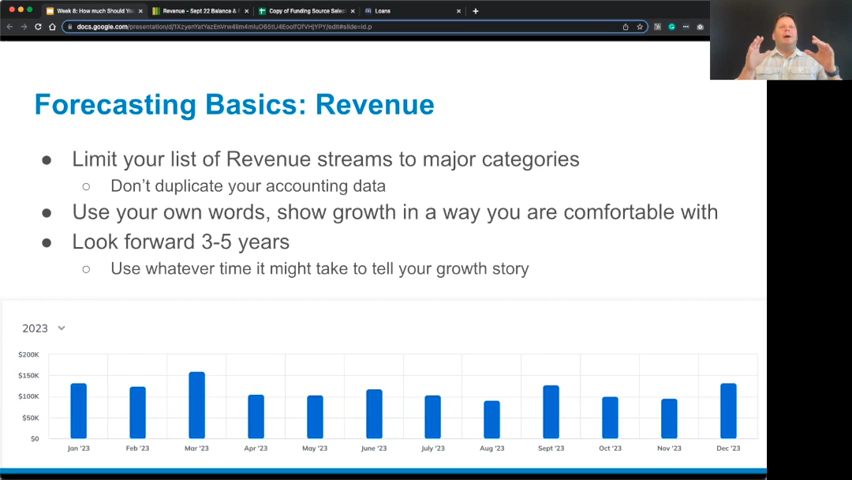 Week 8: How much Should Yo
Revenue - Sept 22 Balance &
Copy of Funding Source Selec
Loans
docs.google.com
Forecasting Basics: Revenue
Limit your list of Revenue streams to major categories
Don't duplicate your accounting data
Use your own words, show growth in a way you are comfortable with
Look forward 3-5 years
Use whatever time it might take to tell your growth story
2023
$200K
$150K
$100K
$50K
$0
Jan '23 Feb '23 Mar '23 Apr '23 May '23 June '23 July '23 Aug '23 Sept '23 Oct '23 Nov '23 Dec '23